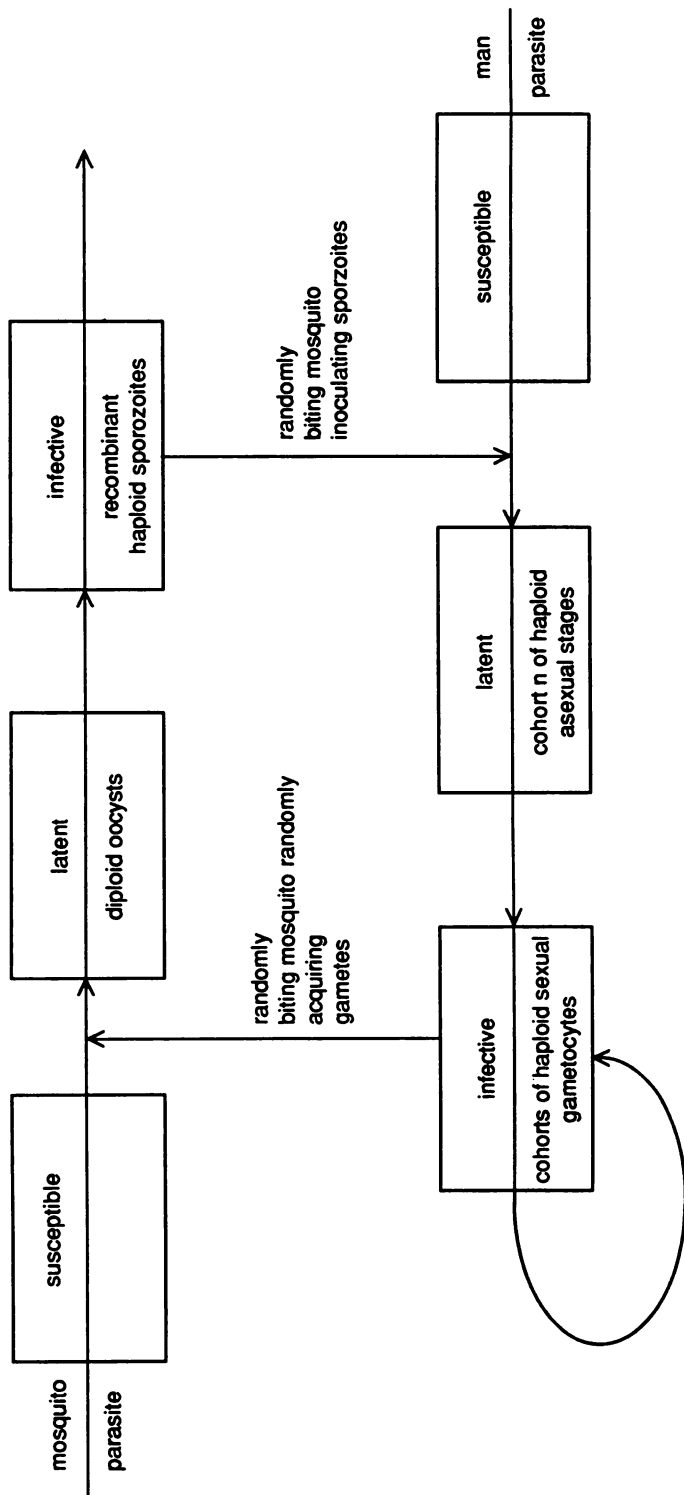 mosquito
parasite
susceptible
latent
diploid oocysts
infective
recombinant
haploid sporozoites
randomly
biting mosquito randomly
acquiring
gametes
randomly
biting mosquito
inoculating sporzoites
infective
cohorts of haploid sexual
gametocytes
latent
cohort n of haploid
asexual stages
susceptible
man
parasite